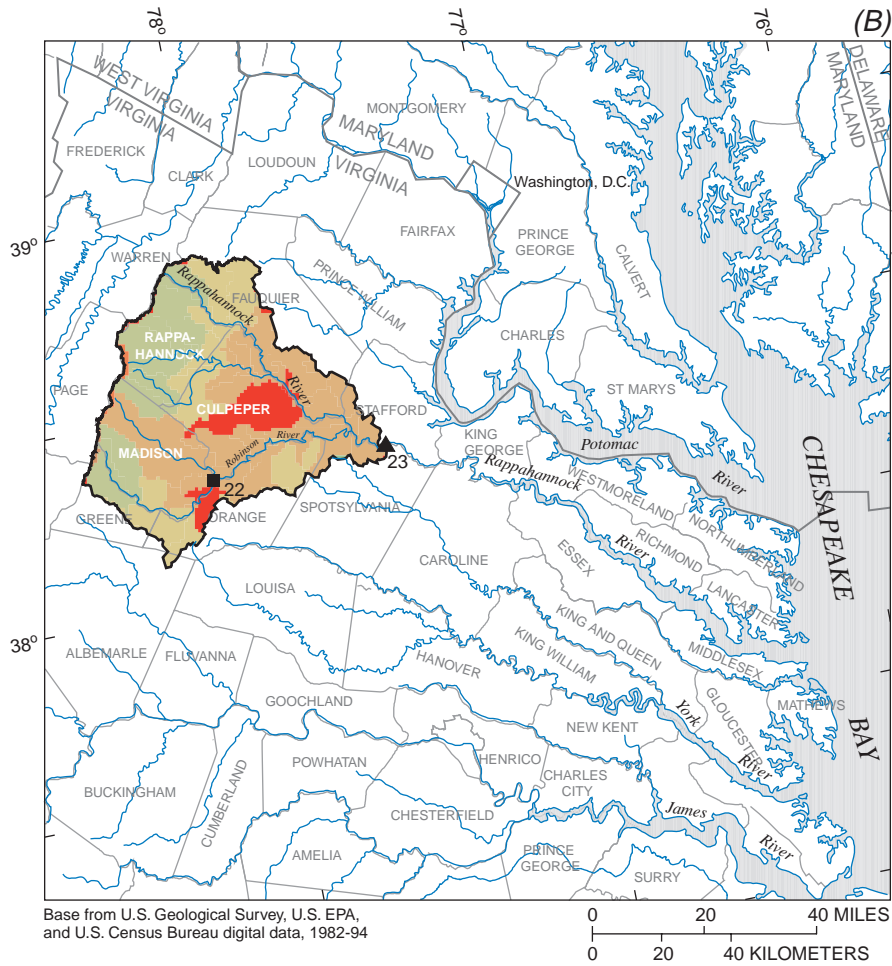 (B)
78°
77°
76°
WEST VIRGINIA
VIRGINIA
MONTGOMERY
MARYLAND
VIRGINIA
DELAWARE
MARYLAND
FREDERICK
CLARK
LOUDOUN
Washington, D.C.
39°
WARREN
FAIRFAX
PRINCE
GEORGE
CALVERT
Rappahannock
FAUQUIER
PRINCE WILLIAM
CHARLES
RAPPA-
HANNOCK
River
PAGE
CULPEPER
STAFFORD
ST MARYS
MADISON
Robinson
River
23
KING
GEORGE
Potomac
River
CHESAPEAKE
BAY
22
Rappahannock
River
WESTMORELAND
GREENE
ORANGE
SPOTSYLVANIA
RICHMOND
NORTHUMBERLAND
CAROLINE
ESSEX
LANCASTER
LOUISA
38°
ALBEMARLE
FLUVANNA
HANOVER
KING WILLIAM
KING AND QUEEN
MIDDLESEX
GOOCHLAND
NEW KENT
York
River
GLOUCESTER
MATHEWS
BUCKINGHAM
CUMBERLAND
POWHATAN
HENRICO
CHARLES
CITY
CHESTERFIELD
James
River
AMELIA
PRINCE
GEORGE
SURRY
Base from U.S. Geological Survey, U.S. EPA,
and U.S. Census Bureau digital data, 1982-94
0 20 40 MILES
0 20 40 KILOMETERS